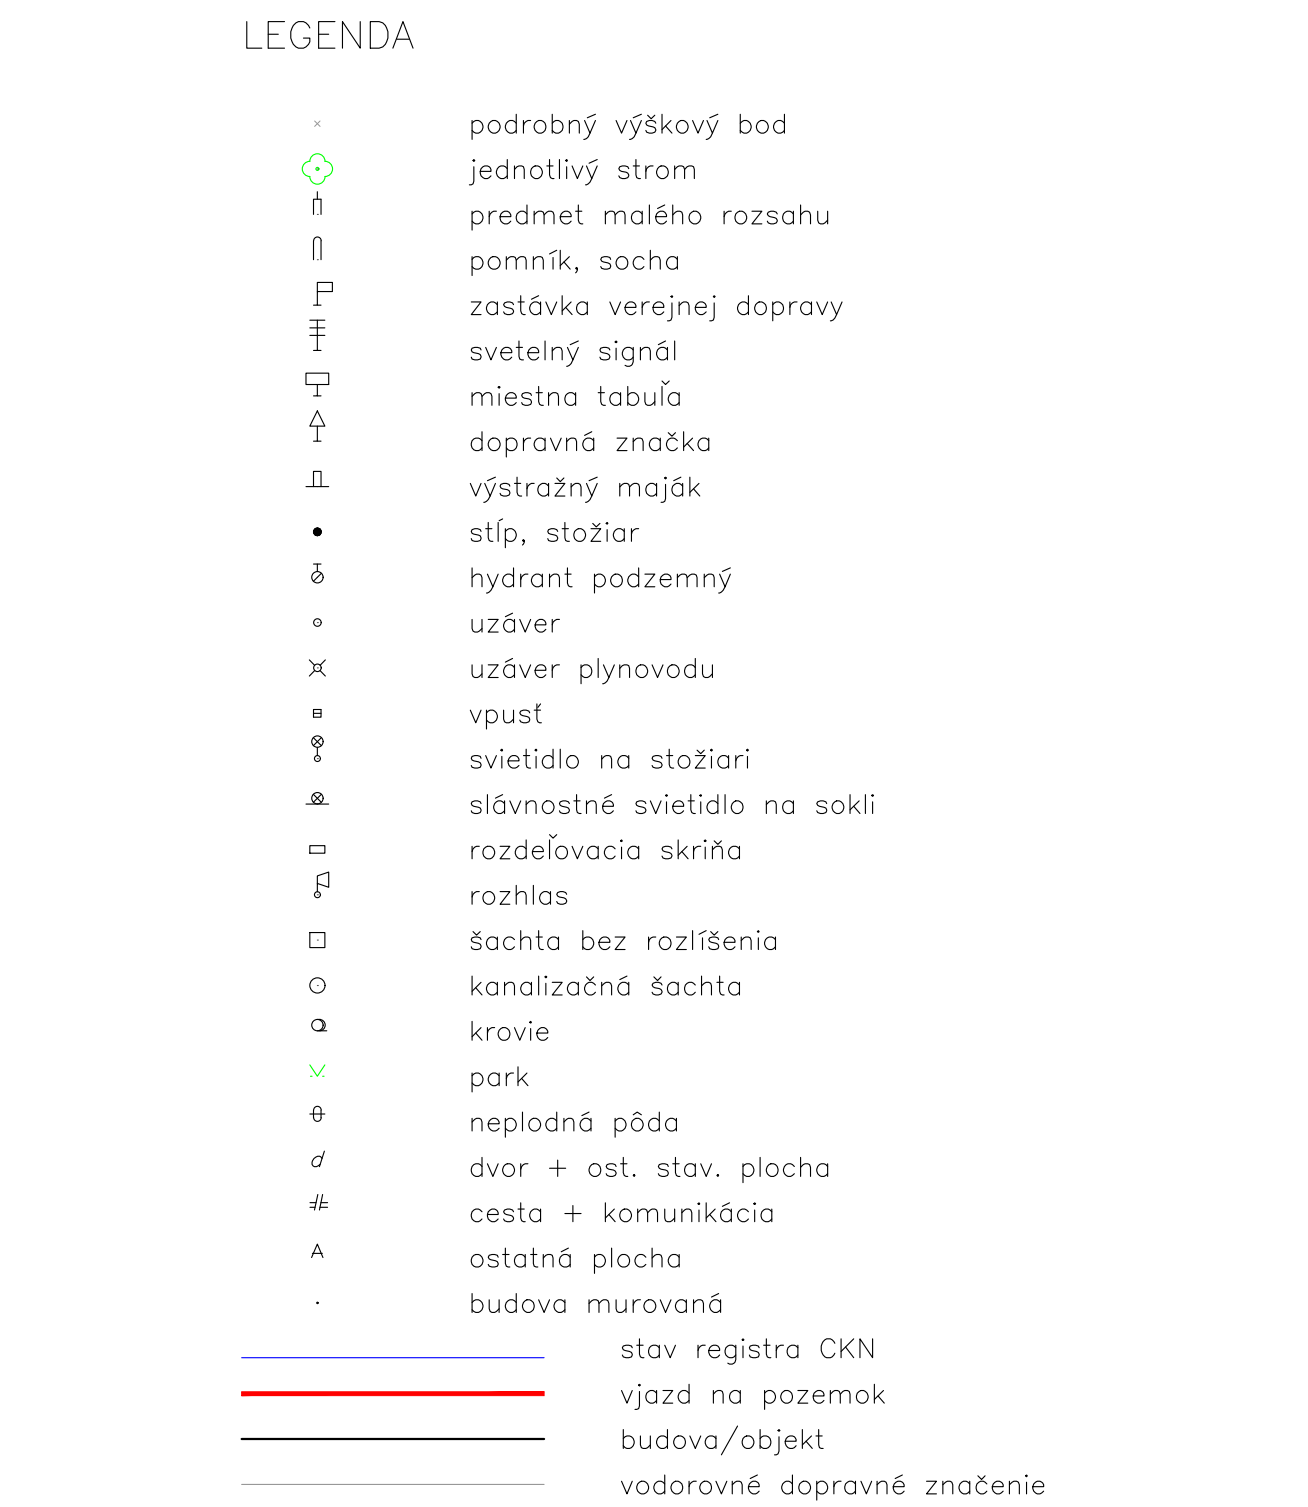 LEGENDA
podrobný výškový bod
jednotlivý strom
predmet malého rozsahu
pomník, socha
zastávka verejnej dopravy
svetelný signál
miestna tabuľa
dopravná značka
výstražný maják
stĺp, stožiar
hydrant podzemný
uzáver
uzáver plynovodu
vpusť
svietidlo na stožiari
slávnostné svietidlo na sokli
rozdeľovacia skriňa
rozhlas
šachta bez rozlíšenia
kanalizačná šachta
krovie
park
neplodná pôda
d dvor + ost. stav. plocha
cesta + komunikácia
A ostatná plocha
budova murovaná
stav registra CKN
vjazd na pozemok
budova/objekt
vodorovné dopravné značenie